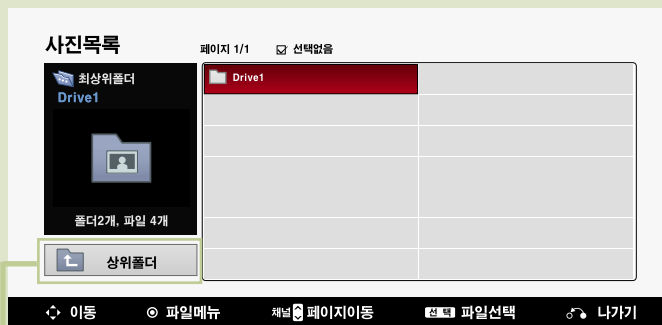 사진목록
페이지 1/1 선택없음
최상위폴더
Drive1
Drive1
폴더2개, 파일 4개
상위폴더
이동 파일메뉴 채널 페이지이동 선택 파일선택 나가기